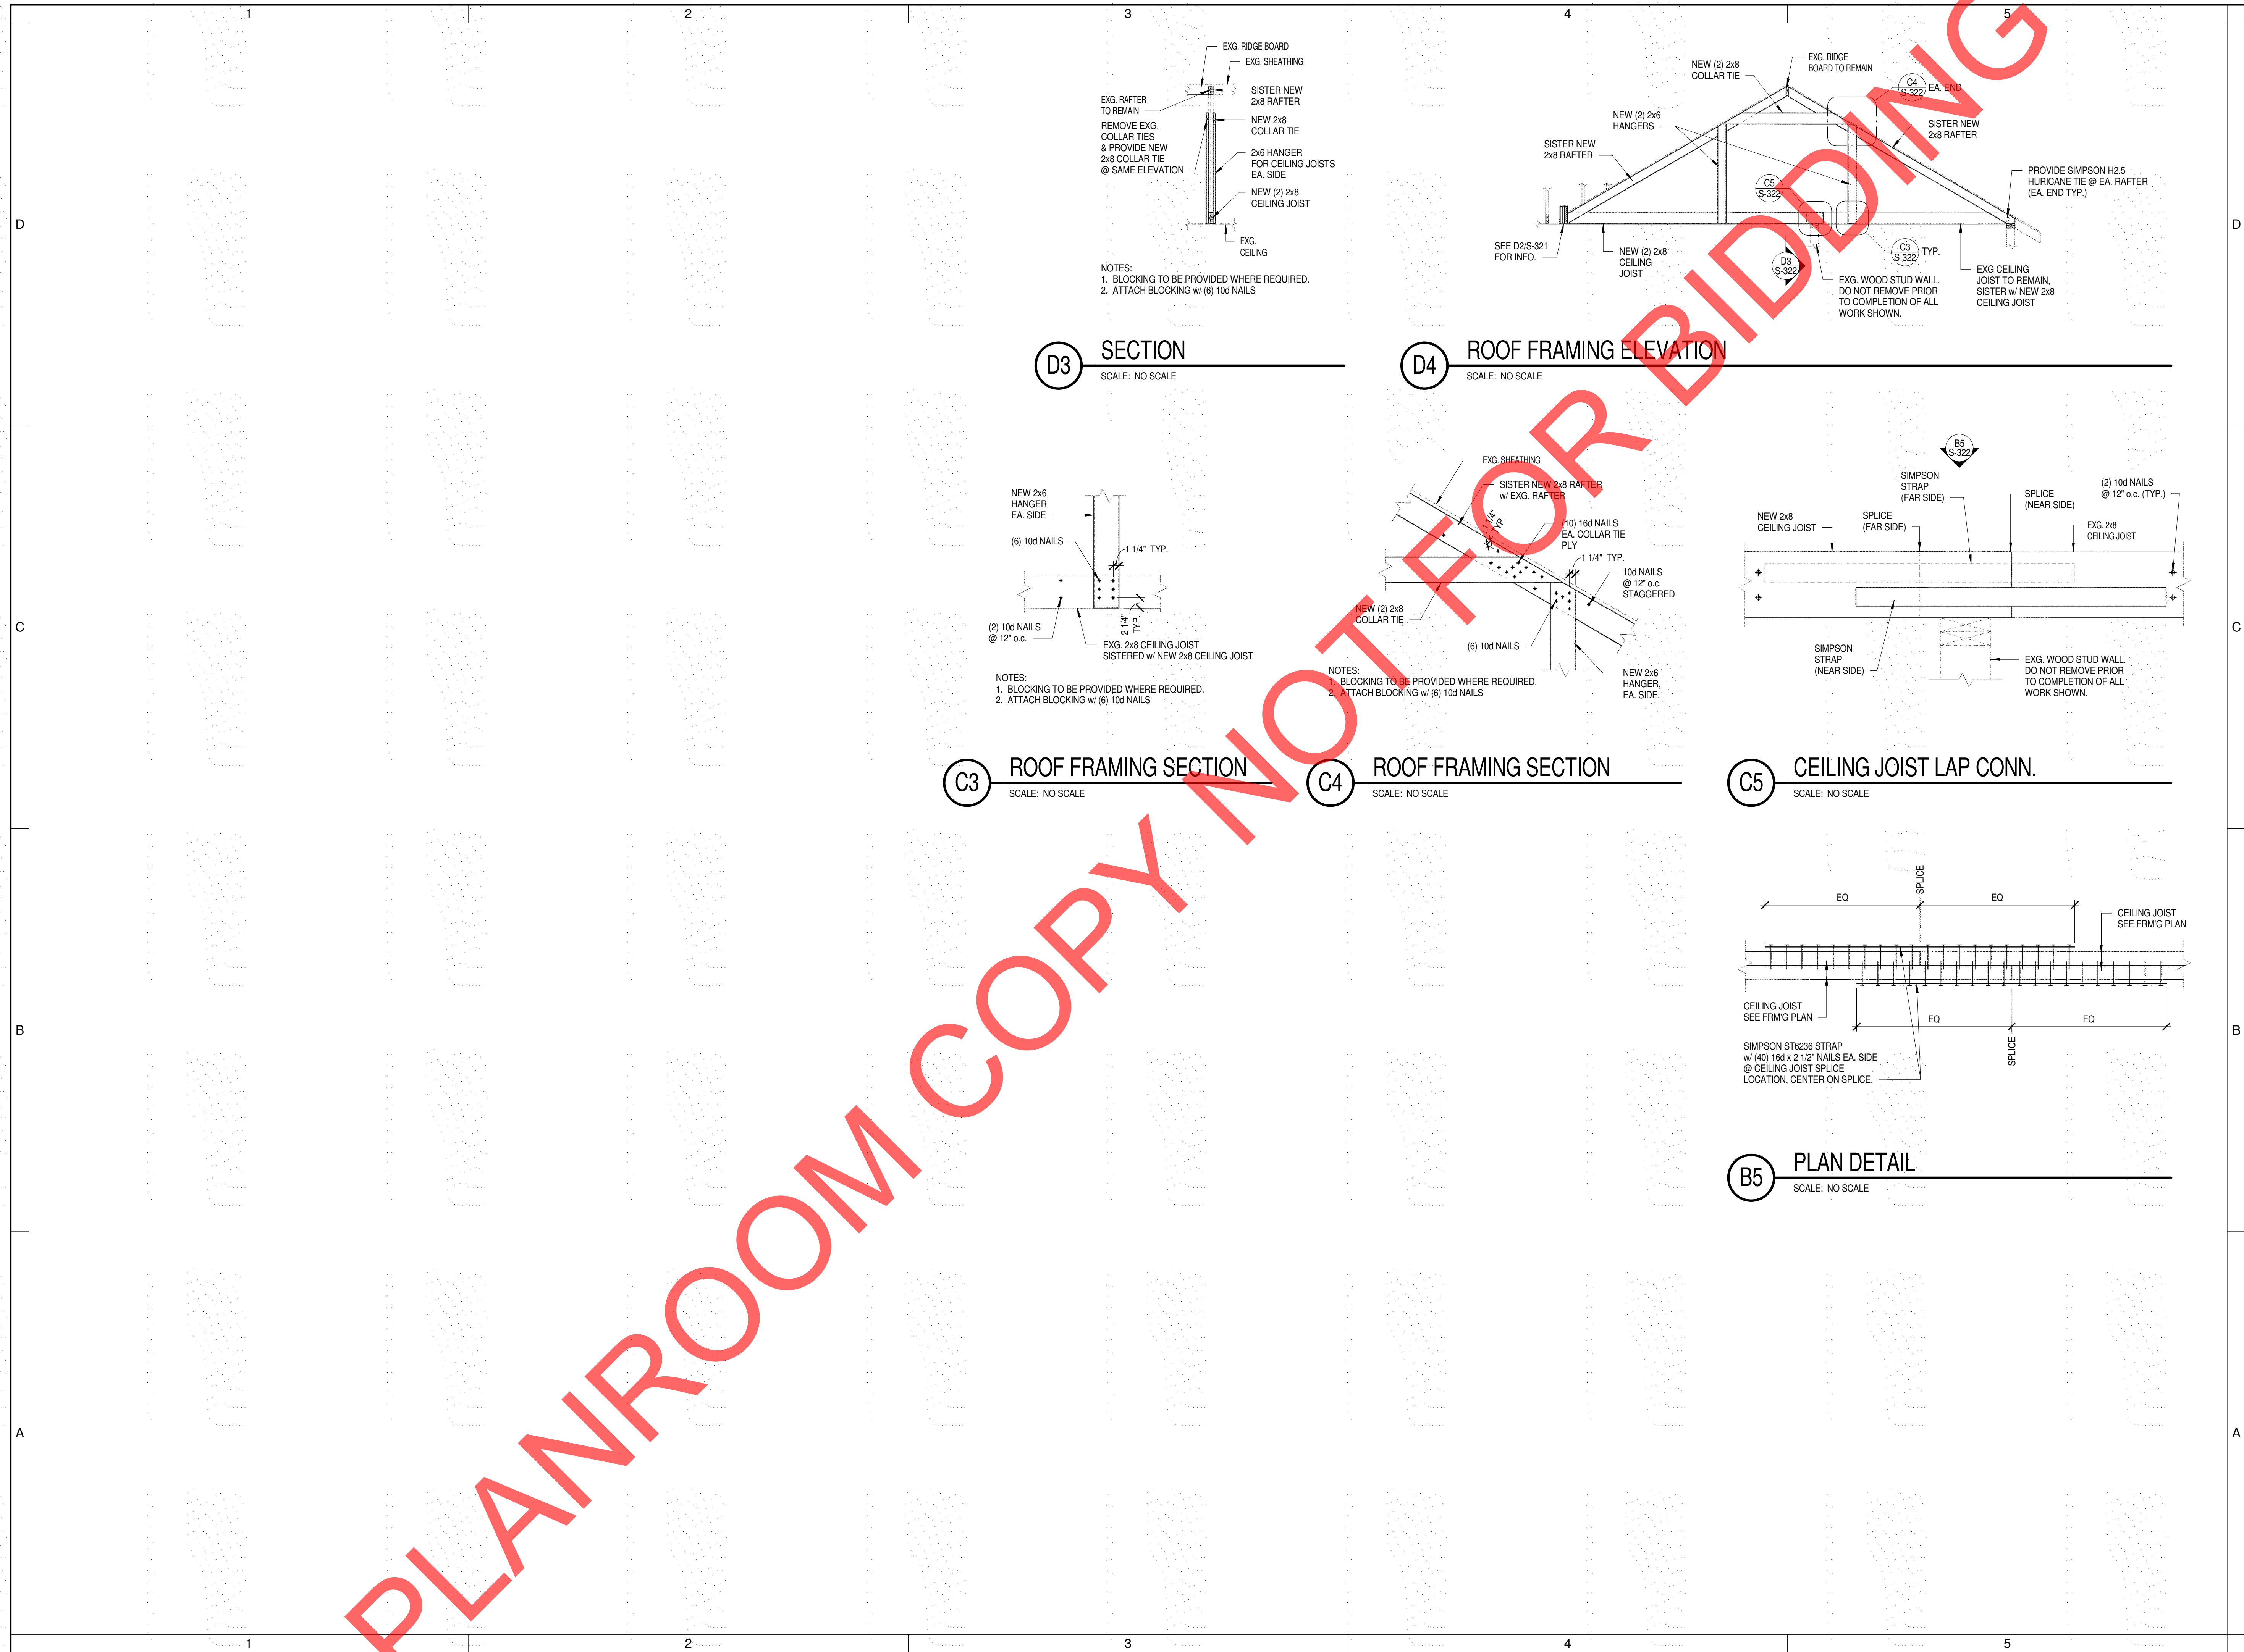 1 2 3 4 5
D
C
B
A
EXG. RIDGE BOARD
EXG. SHEATHING
EXG. RAFTER
TO REMAIN
SISTER NEW
2x8 RAFTER
REMOVE EXG.
COLLAR TIES
& PROVIDE NEW
2x8 COLLAR TIE
@ SAME ELEVATION
NEW 2x8
COLLAR TIE
2x6 HANGER
FOR CEILING JOISTS
EA. SIDE
NEW (2) 2x8
CEILING JOIST
EXG.
CEILING
NOTES:
1. BLOCKING TO BE PROVIDED WHERE REQUIRED.
2. ATTACH BLOCKING w/ (6) 10d NAILS
D3
SECTION
SCALE: NO SCALE
NEW (2) 2x8
COLLAR TIE
EXG. RIDGE
BOARD TO REMAIN
C4
S-322
EA. END
NEW (2) 2x6
HANGERS
SISTER NEW
2x8 RAFTER
SISTER NEW
2x8 RAFTER
C5
S-322
PROVIDE SIMPSON H2.5
HURICANE TIE @ EA. RAFTER
(EA. END TYP.)
SEE D2/S-321
FOR INFO.
NEW (2) 2x8
CEILING
JOIST
D3
S-322
C3
S-322
TYP.
EXG. WOOD STUD WALL.
DO NOT REMOVE PRIOR
TO COMPLETION OF ALL
WORK SHOWN.
EXG CEILING
JOIST TO REMAIN,
SISTER w/ NEW 2x8
CEILING JOIST
D4
ROOF FRAMING ELEVATION
SCALE: NO SCALE
NEW 2x6
HANGER
EA. SIDE
(6) 10d NAILS
1 1/4" TYP.
(2) 10d NAILS
@ 12" o.c.
2 1/4"
TYP.
EXG. 2x8 CEILING JOIST
SISTERED w/ NEW 2x8 CEILING JOIST
NOTES:
1. BLOCKING TO BE PROVIDED WHERE REQUIRED.
2. ATTACH BLOCKING w/ (6) 10d NAILS
C3
ROOF FRAMING SECTION
SCALE: NO SCALE
EXG. SHEATHING
SISTER NEW 2x8 RAFTER
w/ EXG. RAFTER
1 1/4"
TYP.
(10) 16d NAILS
EA. COLLAR TIE
PLY
1 1/4" TYP.
10d NAILS
@ 12" o.c.
STAGGERED
NEW (2) 2x8
COLLAR TIE
(6) 10d NAILS
NEW 2x6
HANGER,
EA. SIDE.
NOTES:
1. BLOCKING TO BE PROVIDED WHERE REQUIRED.
2. ATTACH BLOCKING w/ (6) 10d NAILS
C4
ROOF FRAMING SECTION
SCALE: NO SCALE
B5
S-322
SIMPSON
STRAP
(FAR SIDE)
(2) 10d NAILS
@ 12" o.c. (TYP.)
SPLICE
(NEAR SIDE)
NEW 2x8
CEILING JOIST
SPLICE
(FAR SIDE)
EXG. 2x8
CEILING JOIST
SIMPSON
STRAP
(NEAR SIDE)
EXG. WOOD STUD WALL.
DO NOT REMOVE PRIOR
TO COMPLETION OF ALL
WORK SHOWN.
C5
CEILING JOIST LAP CONN.
SCALE: NO SCALE
EQ
SPLICE
EQ
CEILING JOIST
SEE FRM'G PLAN
CEILING JOIST
SEE FRM'G PLAN
EQ
SPLICE
EQ
SIMPSON ST6236 STRAP
w/ (40) 16d x 2 1/2" NAILS EA. SIDE
@ CEILING JOIST SPLICE
LOCATION, CENTER ON SPLICE.
B5
PLAN DETAIL
SCALE: NO SCALE
PLANROOM COPY NOT FOR BIDDING
D
C
B
A
1 2 3 4 5